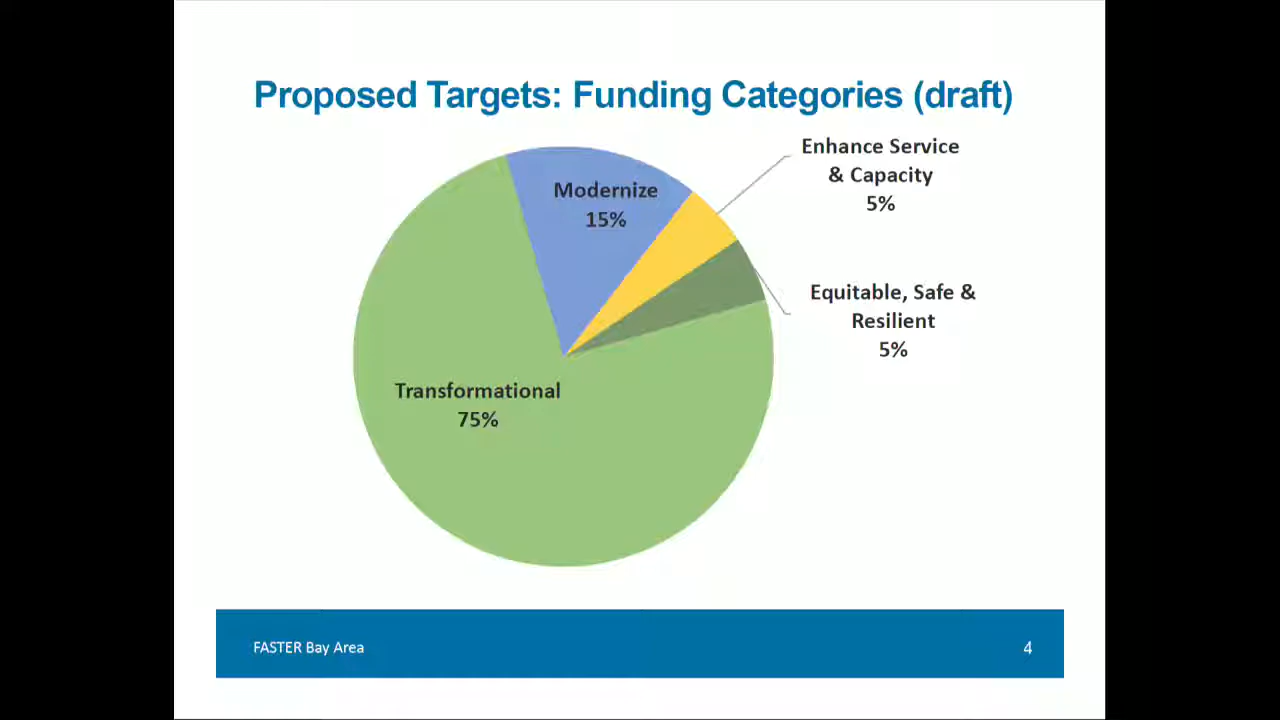 Proposed Targets: Funding Categories (draft)
Enhance Service
& Capacity
5%
Modernize
15%
Equitable, Safe &
Resilient
5%
Transformational
75%
FASTER Bay Area
4